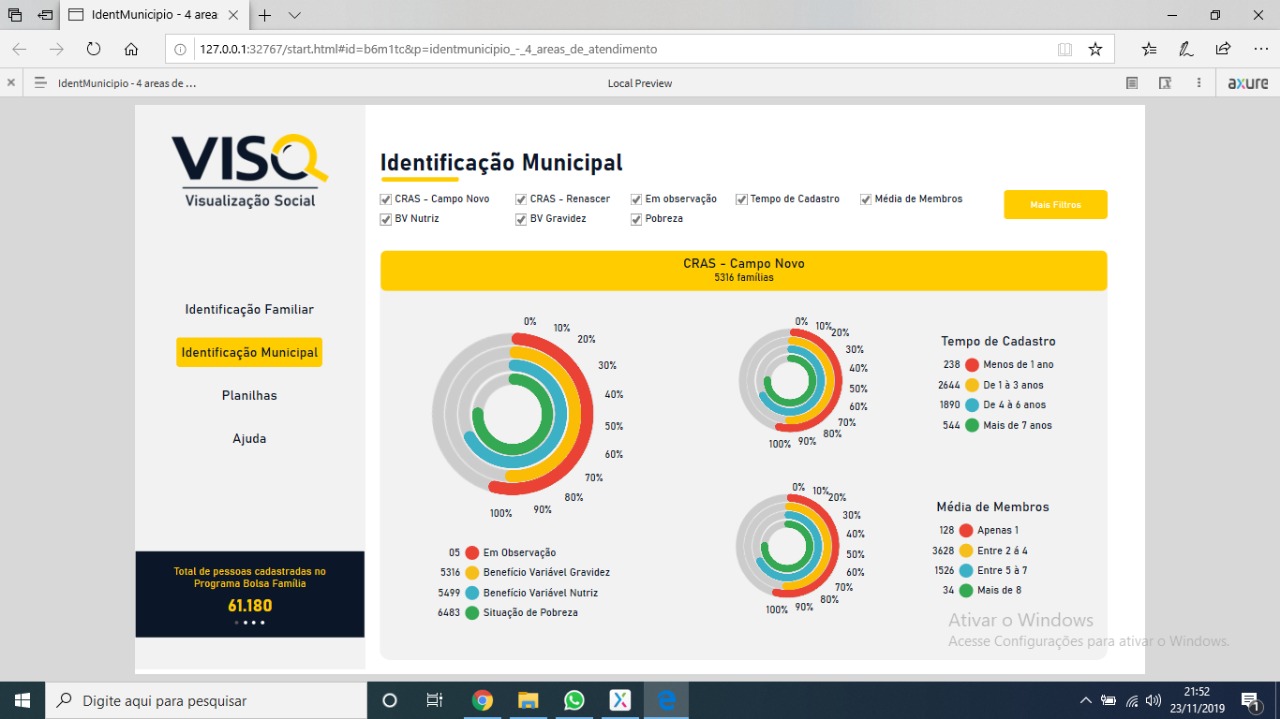 IdentMunicipio - 4 areas
127.0.0.1:32767/start.html#id=b6m1tc&p=identmunicipio_-_4_areas_de_atendimento
IdentMunicipio - 4 areas de ...
Local Preview
axure
VISO
Visualização Social
Identificação Familiar
Identificação Municipal
Planilhas
Ajuda
Total de pessoas cadastradas no
Programa Bolsa Família
61.180
Identificação Municipal
CRAS - Campo Novo CRAS - Renascer Em observação Tempo de Cadastro Média de Membros
BV Nutriz BV Gravidez Pobreza
Mais Filtros
CRAS - Campo Novo
5316 famílias
0%
10%
20%
30%
40%
50%
60%
70%
80%
90%
100%
05 Em Observação
5316 Benefício Variável Gravidez
5499 Benefício Variável Nutriz
6483 Situação de Pobreza
0%
10%
20%
30%
40%
50%
60%
70%
80%
90%
100%
Tempo de Cadastro
238 Menos de 1 ano
2644 De 1 à 3 anos
1890 De 4 à 6 anos
544 Mais de 7 anos
0%
10%
20%
30%
40%
50%
60%
70%
80%
90%
100%
Média de Membros
128 Apenas 1
3628 Entre 2 á 4
1526 Entre 5 à 7
34 Mais de 8
Ativar o Windows
Acesse Configurações para ativar o Windows.
Digite aqui para pesquisar
21:52
23/11/2019
1